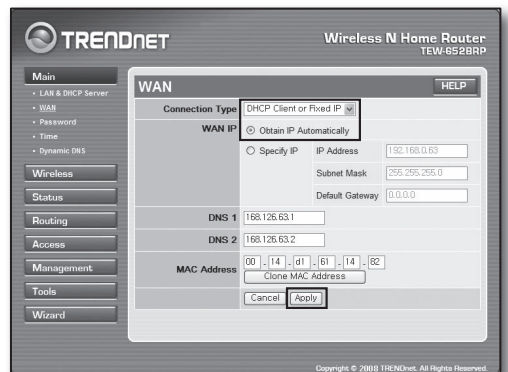 TRENDNET
Wireless N Home Router
TEW-652BRP
Main
• LAN & DHCP Server
• WAN
• Password
• Time
• Dynamic DNS
Wireless
Status
Routing
Access
Management
Tools
Wizard
WAN
HELP
Connection Type DHCP Client or Fixed IP
WAN IP Obtain IP Automatically
Specify IP IP Address 192.168.0.63
Subnet Mask 255.255.255.0
Default Gateway 0.0.0.0
DNS 1 168.126.63.1
DNS 2 168.126.63.2
MAC Address 00 - 14 - d1 - 61 - 14 - 82
Clone MAC Address
Cancel Apply
Copyright © 2008 TRENDnet. All Rights Reserved.